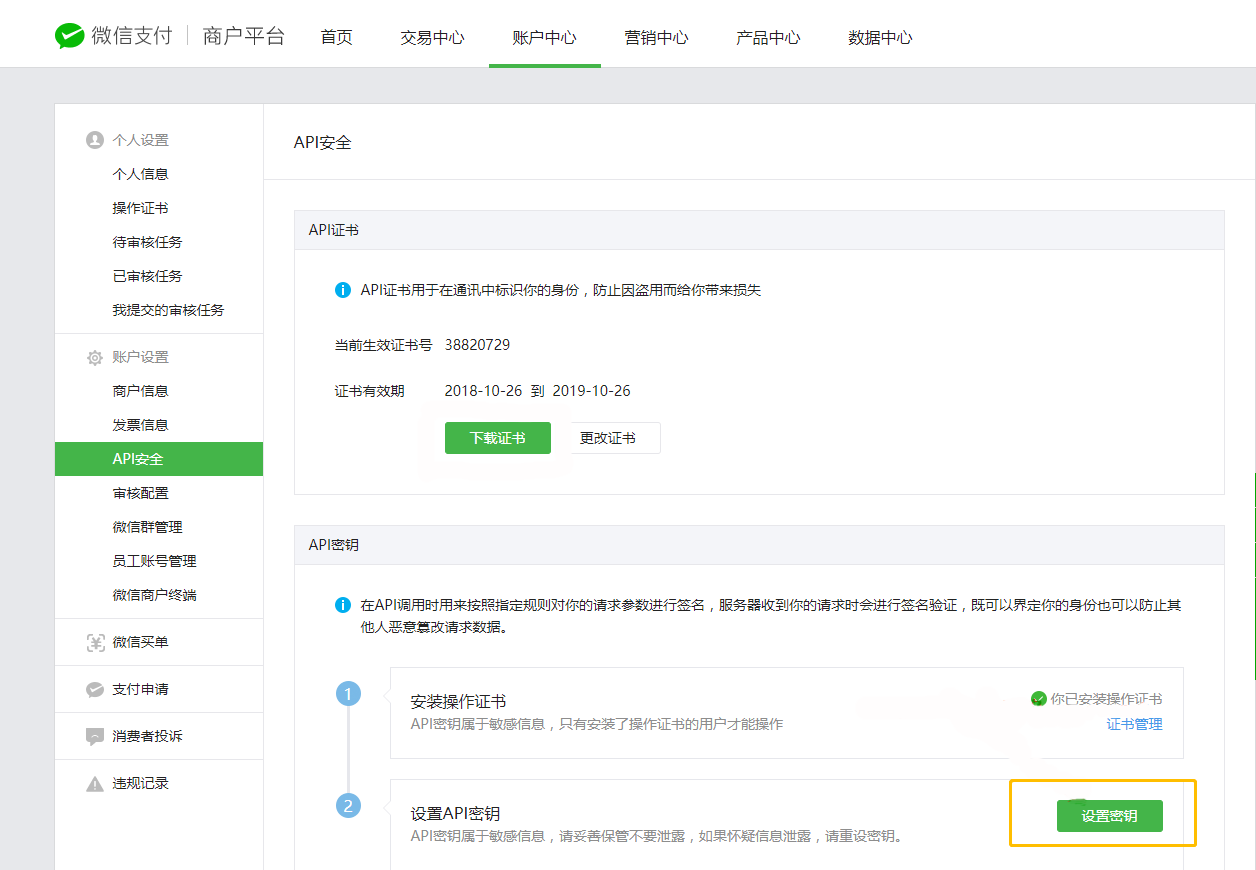 微信支付 商户平台 首页 交易中心 账户中心 营销中心 产品中心 数据中心
个人设置
个人信息
操作证书
待审核任务
已审核任务
我提交的审核任务
账户设置
商户信息
发票信息
API安全
审核配置
微信群管理
员工账号管理
微信商户终端
微信买单
支付申请
消费者投诉
违规记录
API安全
API证书
API证书用于在通讯中标识你的身份，防止因盗用而给你带来损失
当前生效证书号 38820729
证书有效期 2018-10-26 到 2019-10-26
下载证书 更改证书
API密钥
在API调用时用来按照指定规则对你的请求参数进行签名，服务器收到你的请求时会进行签名验证，既可以界定你的身份也可以防止其
他人恶意篡改请求数据。
1 安装操作证书 你已安装操作证书
API密钥属于敏感信息，只有安装了操作证书的用户才能操作 证书管理
2 设置API密钥 设置密钥
API密钥属于敏感信息，请妥善保管不要泄露，如果怀疑信息泄露，请重设密钥。